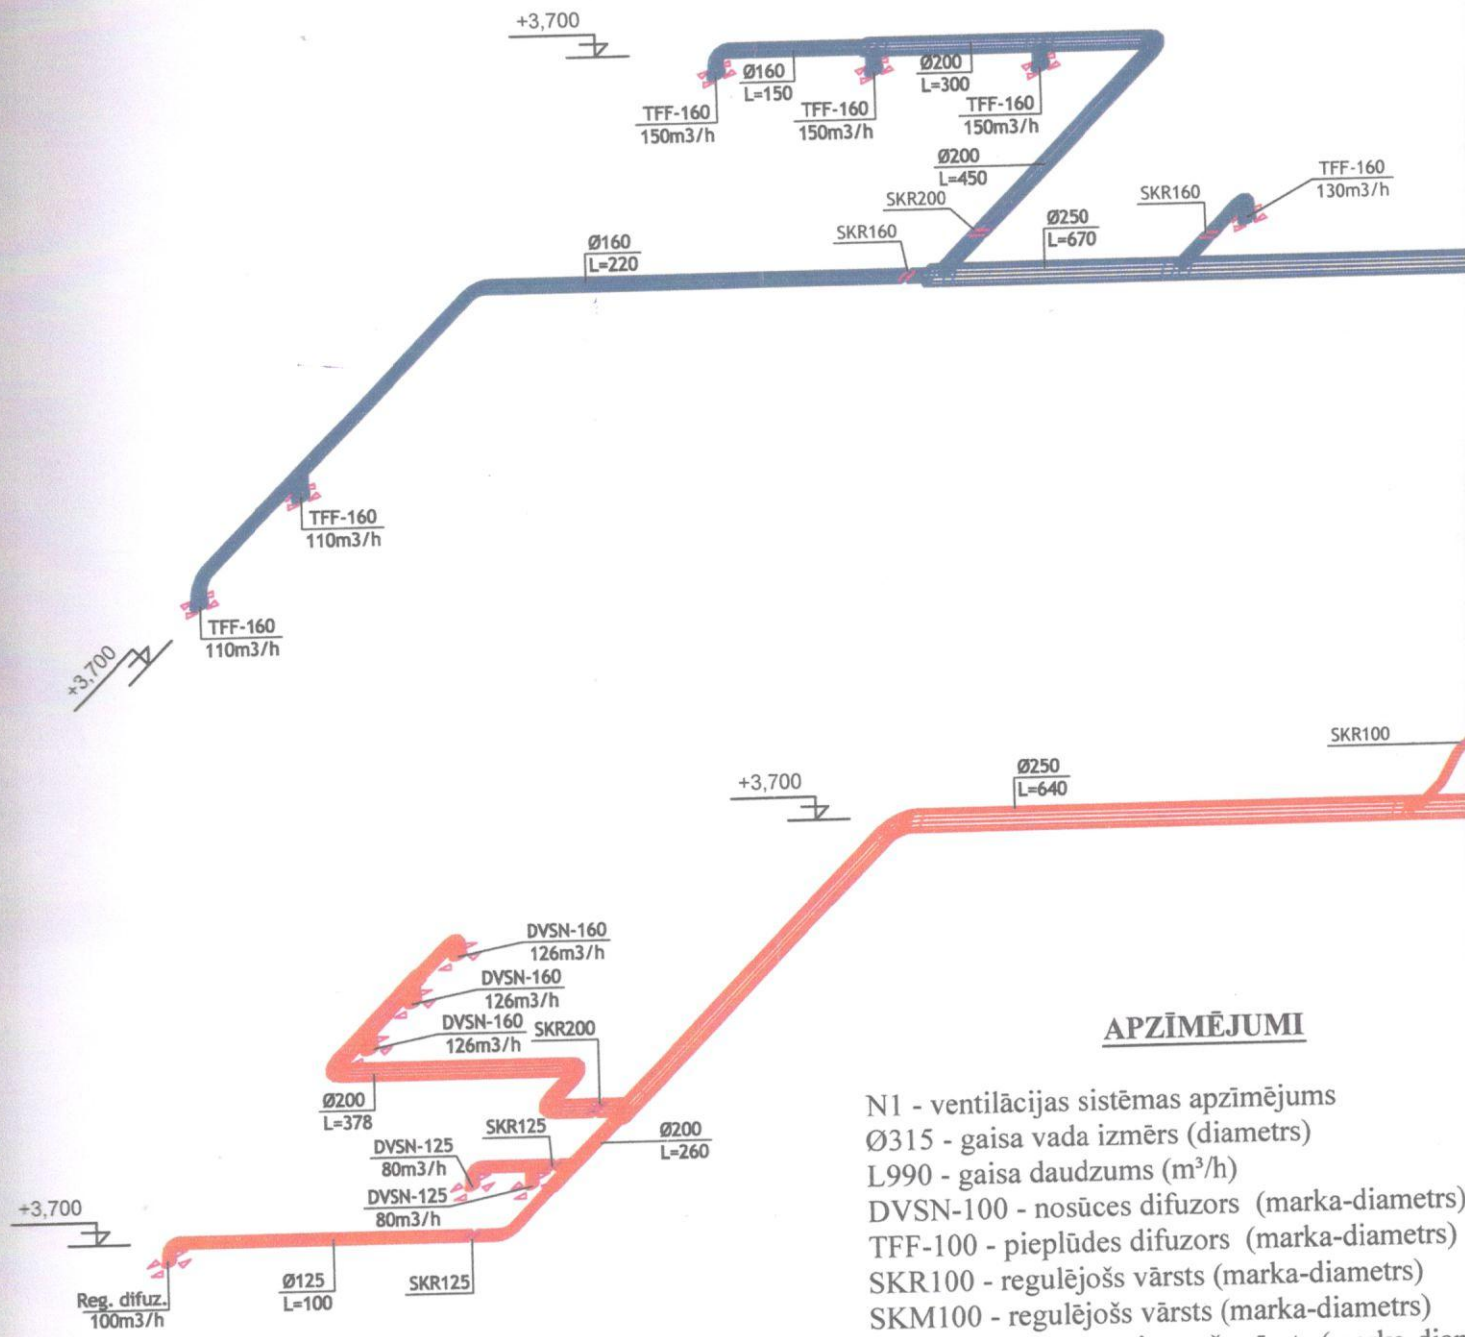 +3,700
Ø160
L=150
Ø200
L=300
TFF-160
150m3/h
TFF-160
150m3/h
TFF-160
150m3/h
Ø200
L=450
TFF-160
130m3/h
SKR200
SKR160
SKR160
Ø250
L=670
Ø160
L=220
TFF-160
110m3/h
TFF-160
110m3/h
+3,700
SKR100
+3,700
Ø250
L=640
DVSN-160
126m3/h
DVSN-160
126m3/h
DVSN-160
126m3/h
SKR200
Ø200
L=378
SKR125
Ø200
L=260
DVSN-125
80m3/h
DVSN-125
80m3/h
+3,700
Reg. difuz.
100m3/h
Ø125
L=100
SKR125
APZĪMĒJUMI
N1 - ventilācijas sistēmas apzīmējums
Ø315 - gaisa vada izmērs (diametrs)
L990 - gaisa daudzums (m³/h)
DVSN-100 - nosūces difuzors (marka-diametrs)
TFF-100 - pieplūdes difuzors (marka-diametrs)
SKR100 - regulējošs vārsts (marka-diametrs)
SKM100 - regulējošs vārsts (marka-diametrs)